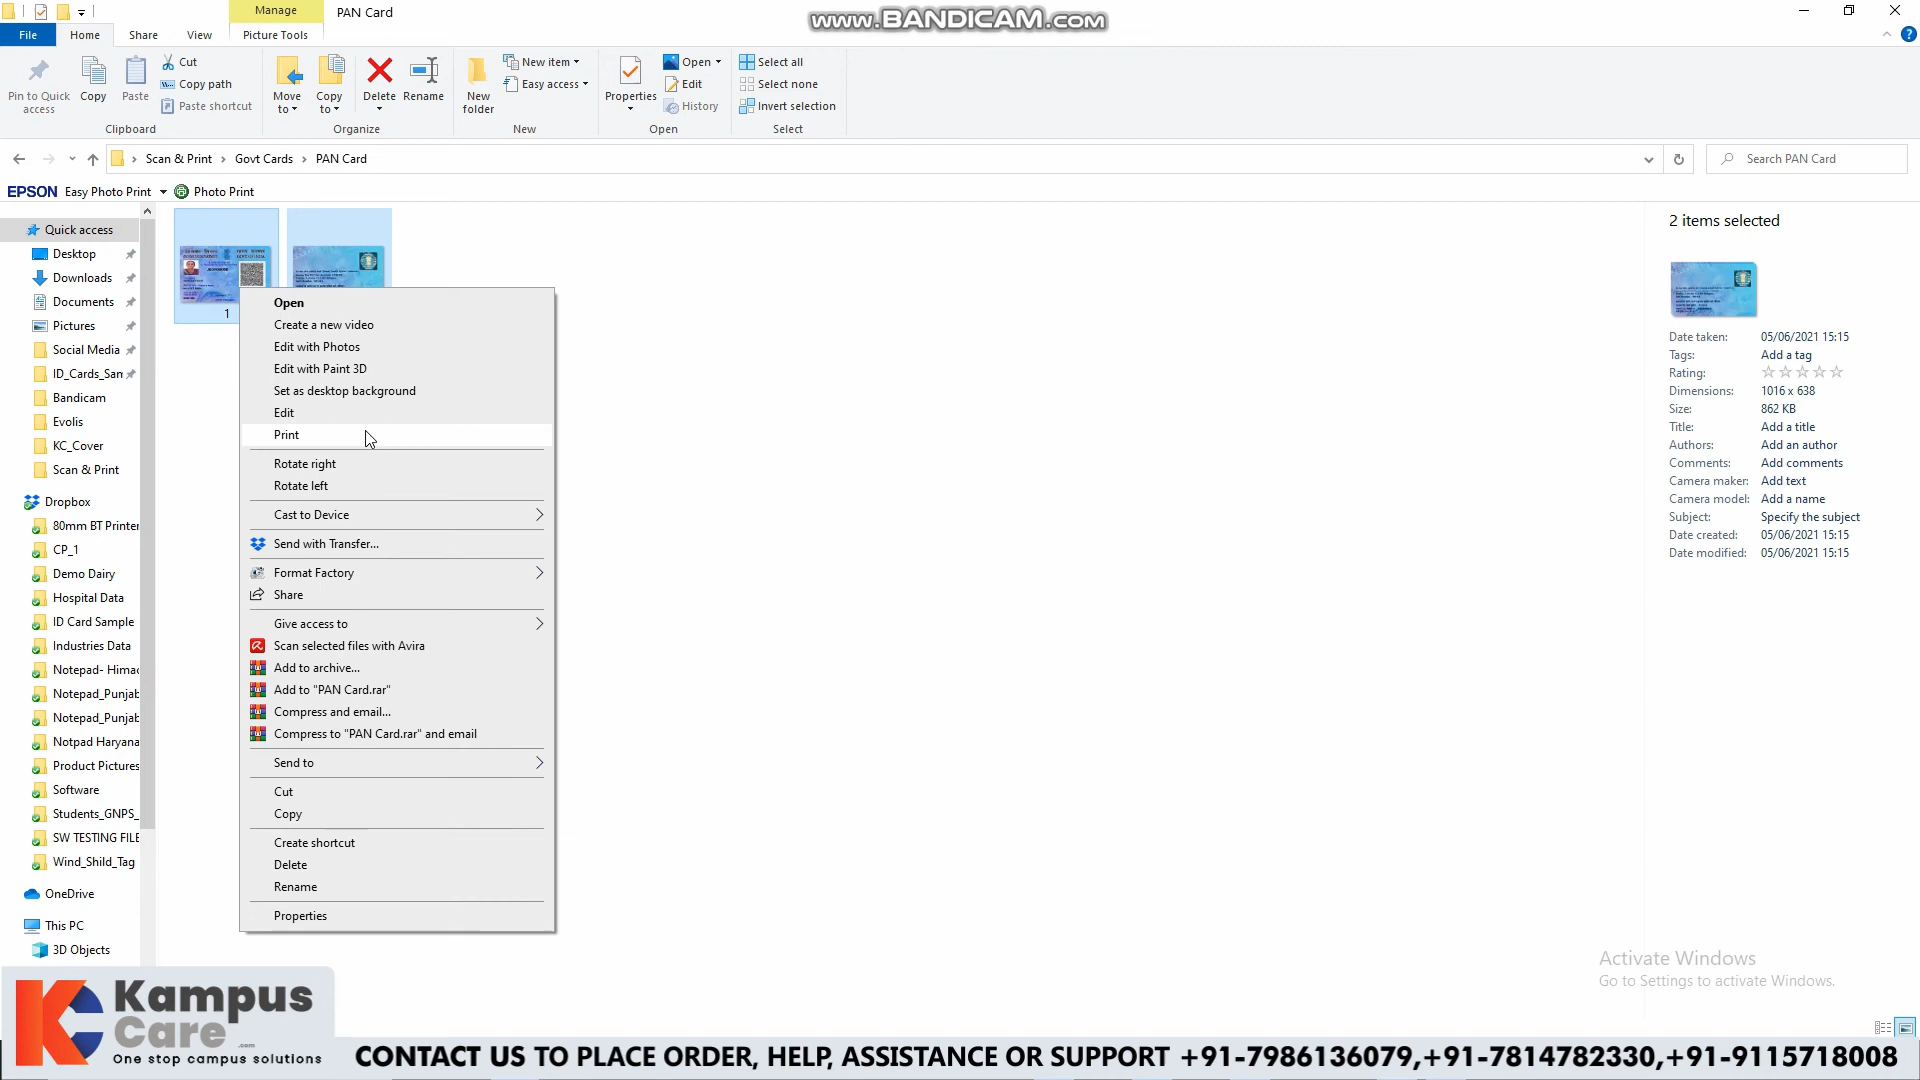 Manage
PAN Card
www.BANDICAM.com
File
Home
Share
View
Picture Tools
Pin to Quick access
Copy
Paste
Cut
Copy path
Paste shortcut
Clipboard
Move to
Copy to
Delete
Rename
Organize
New folder
New item
Easy access
New
Properties
Open
Edit
History
Open
Select all
Select none
Invert selection
Select
Scan & Print
Govt Cards
PAN Card
Search PAN Card
EPSON Easy Photo Print
Photo Print
Quick access
Desktop
Downloads
Documents
Pictures
Social Media
ID_Cards_San
Bandicam
Evolis
KC_Cover
Scan & Print
Dropbox
80mm BT Printer
CP_1
Demo Dairy
Hospital Data
ID Card Sample
Industries Data
Notepad- Himac
Notepad_Punjab
Notepad_Punjab
Notpad Haryana
Product Pictures
Software
Students_GNPS_
SW TESTING FILE
Wind_Shild_Tag
OneDrive
This PC
3D Objects
1
Open
Create a new video
Edit with Photos
Edit with Paint 3D
Set as desktop background
Edit
Print
Rotate right
Rotate left
Cast to Device
Send with Transfer...
Format Factory
Share
Give access to
Scan selected files with Avira
Add to archive...
Add to "PAN Card.rar"
Compress and email...
Compress to "PAN Card.rar" and email
Send to
Cut
Copy
Create shortcut
Delete
Rename
Properties
2 items selected
Date taken: 05/06/2021 15:15
Tags: Add a tag
Rating:
Dimensions: 1016 x 638
Size: 862 KB
Title: Add a title
Authors: Add an author
Comments: Add comments
Camera maker: Add text
Camera model: Add a name
Subject: Specify the subject
Date created: 05/06/2021 15:15
Date modified: 05/06/2021 15:15
Activate Windows
Go to Settings to activate Windows.
KC Kampus
Care .com
One stop campus solutions
CONTACT US TO PLACE ORDER, HELP, ASSISTANCE OR SUPPORT +91-7986136079,+91-7814782330,+91-9115718008